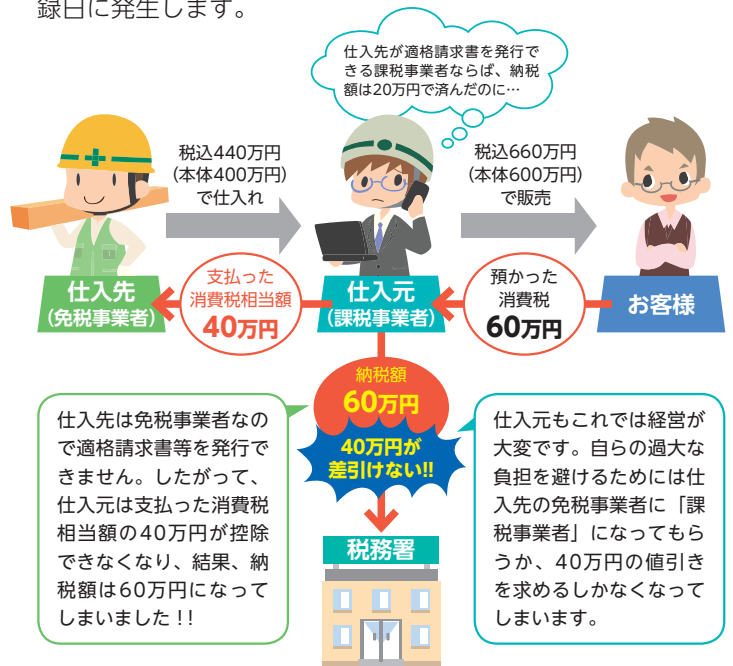 録日に発生します。
仕入先が適格請求書を発行で
きる課税事業者ならば、納税
額は20万円で済んだのに…
税込440万円
(本体400万円)
で仕入れ
税込660万円
(本体600万円)
で販売
仕入先
(免税事業者)
支払った
消費税相当額
40万円
仕入元
(課税事業者)
預かった
消費税
60万円
お客様
納税額
60万円
40万円が
差引けない!!
税務署
仕入先は免税事業者なの
で適格請求書等を発行で
きません。したがって、
仕入元は支払った消費税
相当額の40万円が控除
できなくなり、結果、納
税額は60万円になって
しまいました!!
仕入元もこれでは経営が
大変です。自らの過大な
負担を避けるためには仕
入先の免税事業者に「課
税事業者」になってもら
うか、40万円の値引き
を求めるしかなくなって
しまいます。